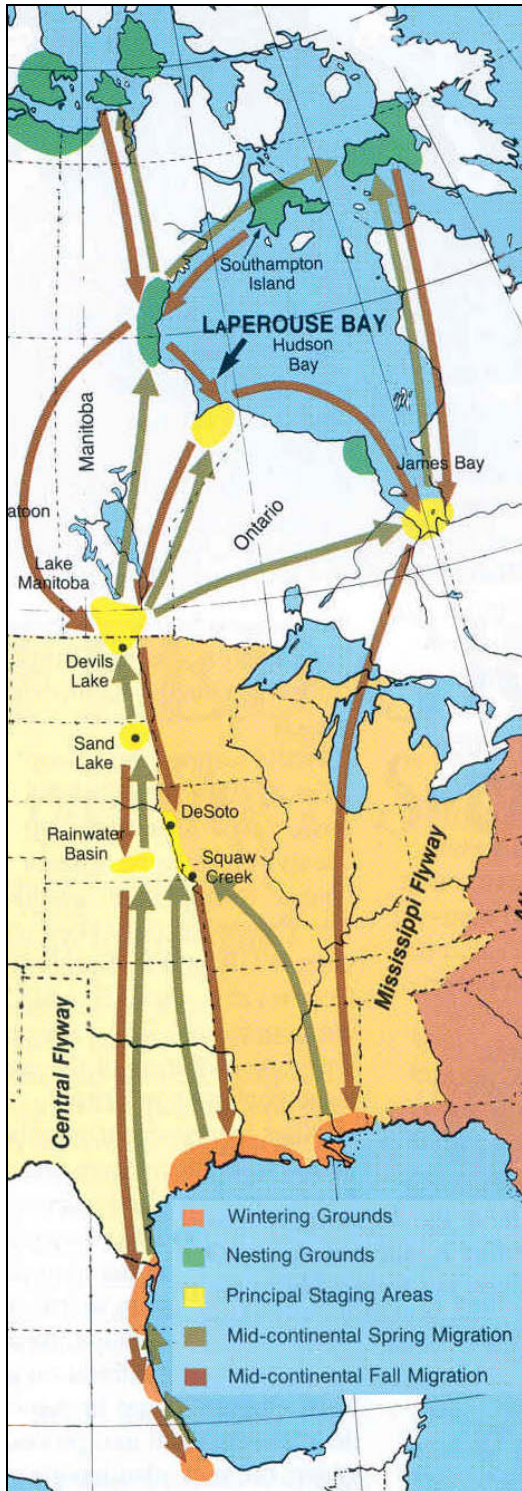 Southampton
Island
LAPEROUSE BAY
Hudson
Bay
Manitoba
James Bay
atoon
Ontario
Lake
Manitoba
Devils
Lake
Sand
Lake
DeSoto
Rainwater
Basin
Squaw
Creek
Mississippi Flyway
Central Flyway
Wintering Grounds
Nesting Grounds
Principal Staging Areas
Mid-continental Spring Migration
Mid-continental Fall Migration